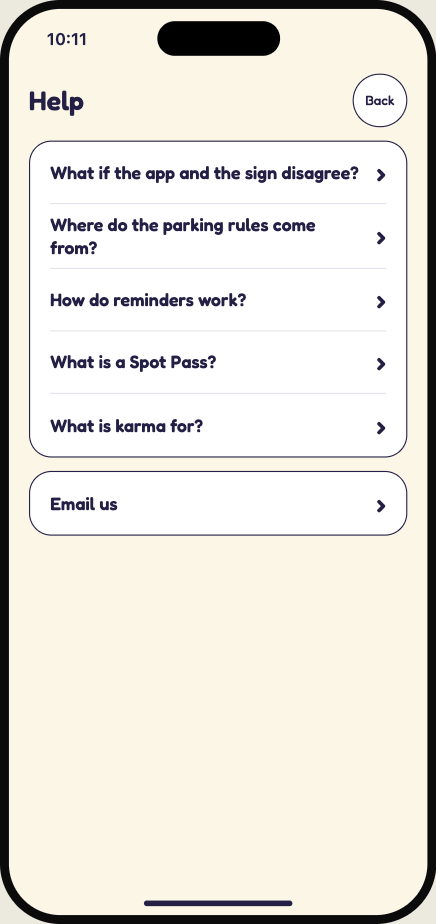 10:11
Help
Back
What if the app and the sign disagree?
Where do the parking rules come
from?
How do reminders work?
What is a Spot Pass?
What is karma for?
Email us